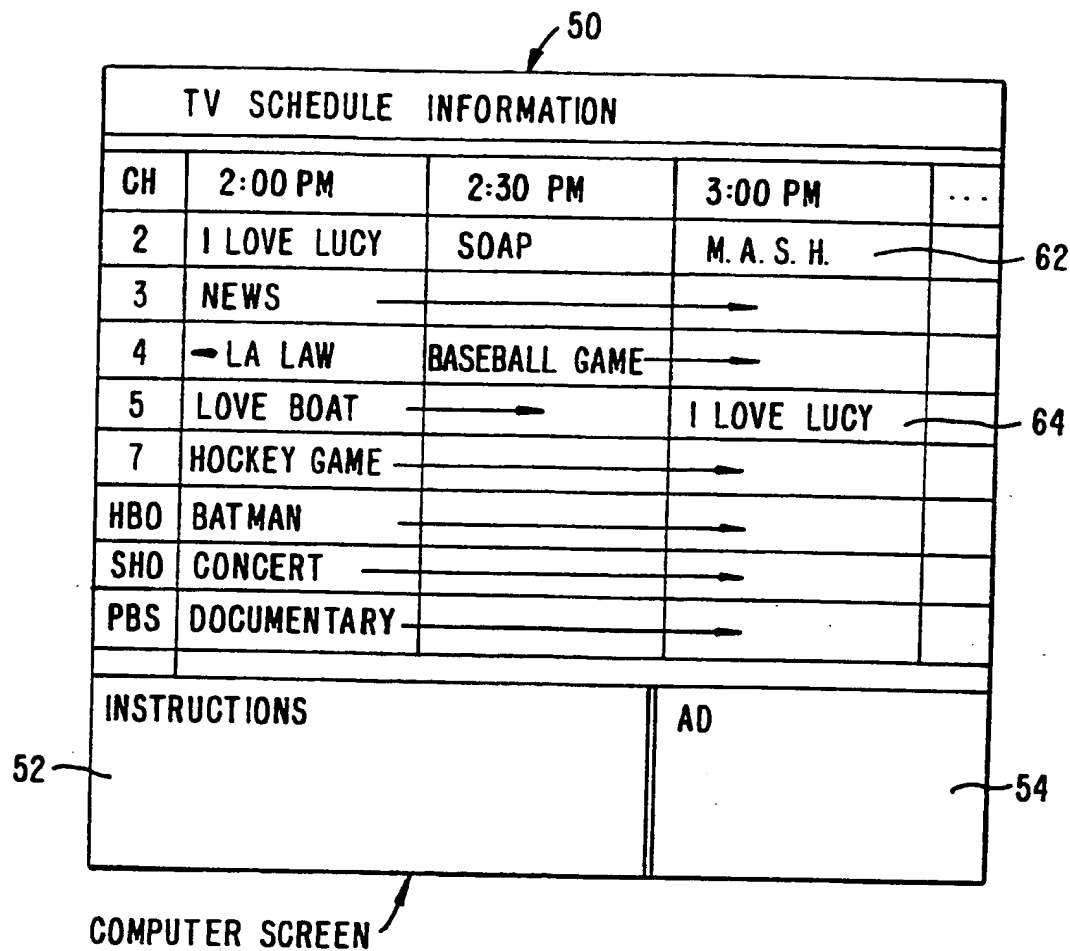 50
TV SCHEDULE INFORMATION
CH 2:00 PM 2:30 PM 3:00 PM ...
2 I LOVE LUCY SOAP M.A.S.H. 62
3 NEWS
4 LA LAW BASEBALL GAME
5 LOVE BOAT I LOVE LUCY 64
7 HOCKEY GAME
HBO BATMAN
SHO CONCERT
PBS DOCUMENTARY
INSTRUCTIONS AD
52 54
COMPUTER SCREEN